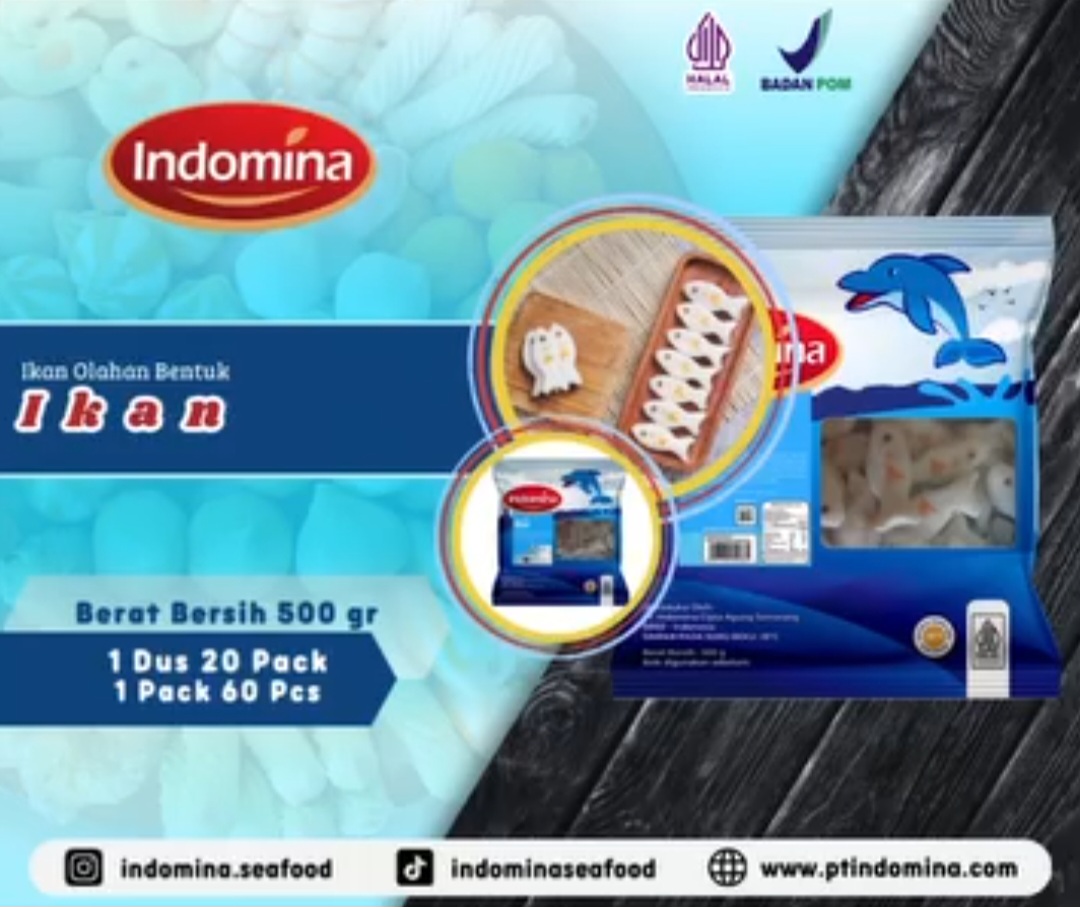 HALAL
BADAN POM
Indomina
Ikan Olahan Bentuk
Ikan
Indomina
Berat Bersih 500 gr
1 Dus 20 Pack
1 Pack 60 Pcs
indomina.seafood
indominaseafood
www.ptindomina.com